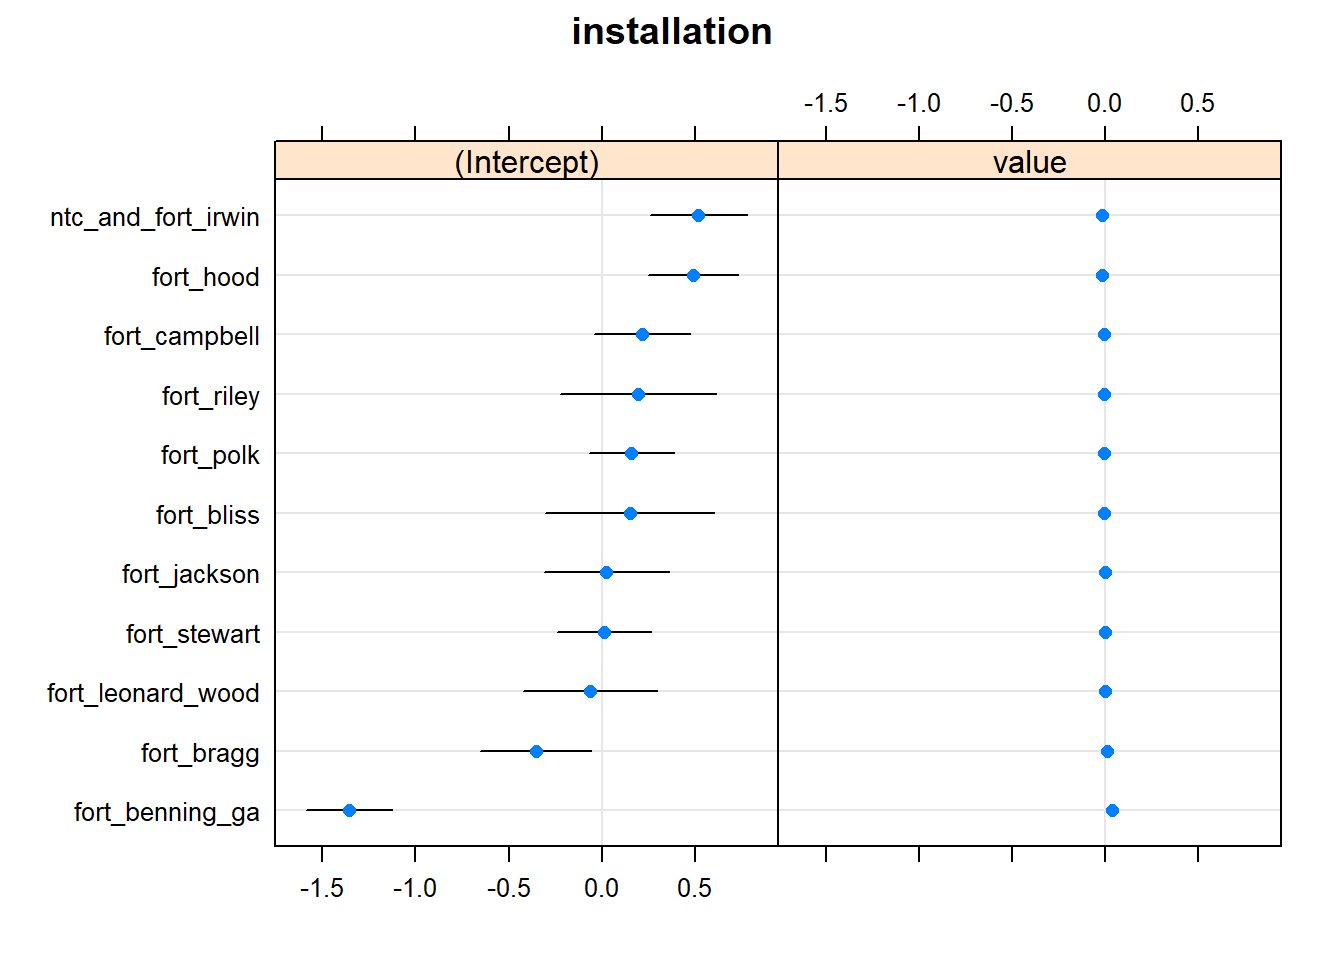 installation
-1.5 -1.0 -0.5 0.0 0.5
(Intercept) value
ntc_and_fort_irwin
fort_hood
fort_campbell
fort_riley
fort_polk
fort_bliss
fort_jackson
fort_stewart
fort_leonard_wood
fort_bragg
fort_benning_ga
-1.5 -1.0 -0.5 0.0 0.5